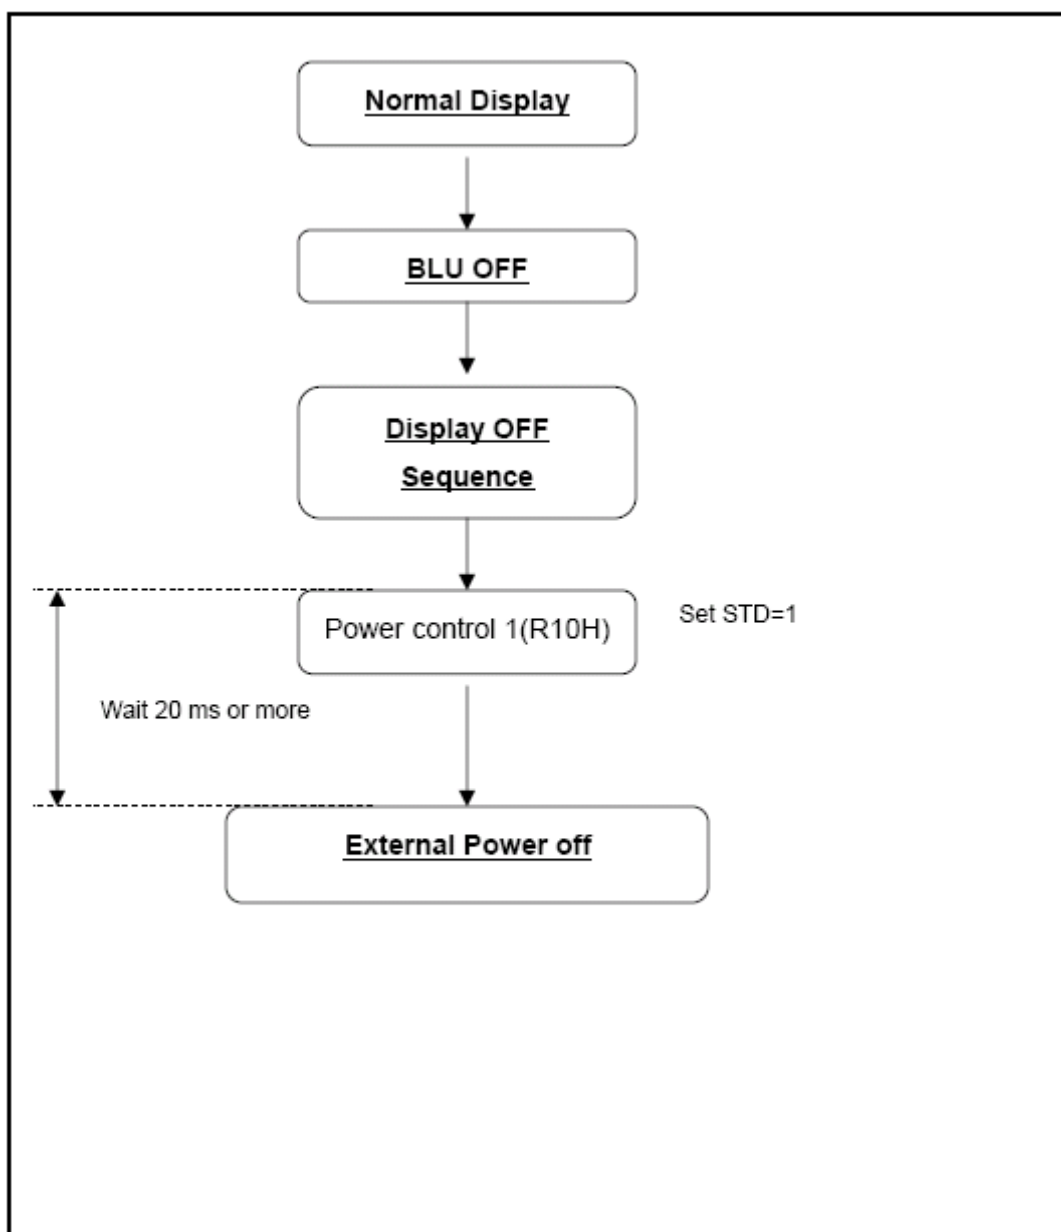 Normal Display
BLU OFF
Display OFF
Sequence
Power control 1(R10H)
Set STD=1
Wait 20 ms or more
External Power off